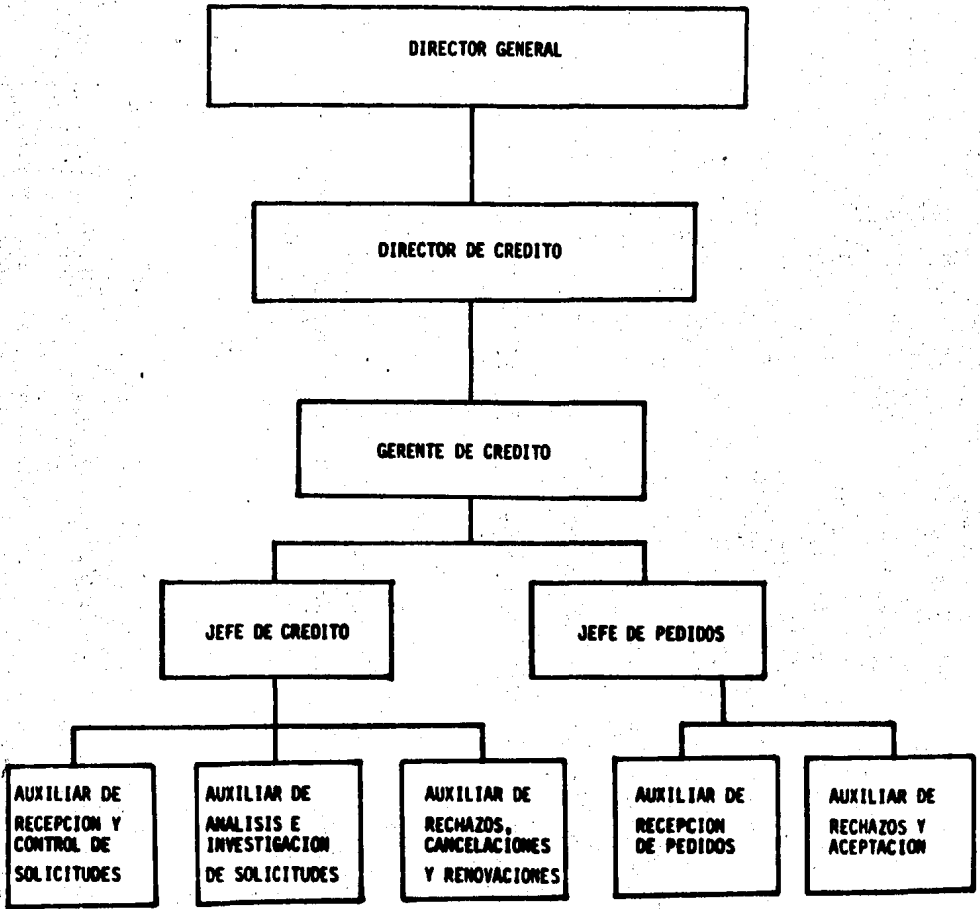 DIRECTOR GENERAL
DIRECTOR DE CREDITO
GERENTE DE CREDITO
JEFE DE CREDITO
JEFE DE PEDIDOS
AUXILIAR DE
RECEPCION Y
CONTROL DE
SOLICITUDES
AUXILIAR DE
ANALISIS E
INVESTIGACION
DE SOLICITUDES
AUXILIAR DE
RECHAZOS,
CANCELACIONES
Y RENOVACIONES
AUXILIAR DE
RECEPCION
DE PEDIDOS
AUXILIAR DE
RECHAZOS Y
ACEPTACION